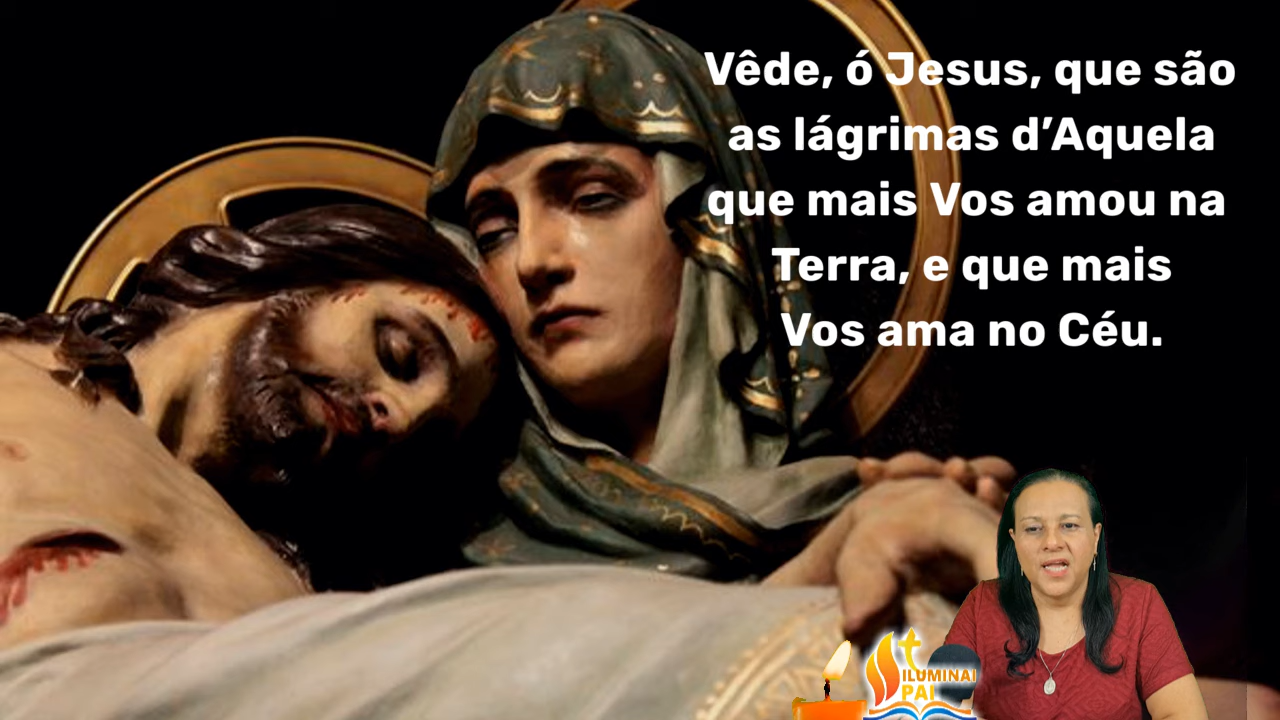 Vêde, ó Jesus, que são
as lágrimas d’Aquela
que mais Vos amou na
Terra, e que mais
Vos ama no Céu.
ILUMINAI
PAI